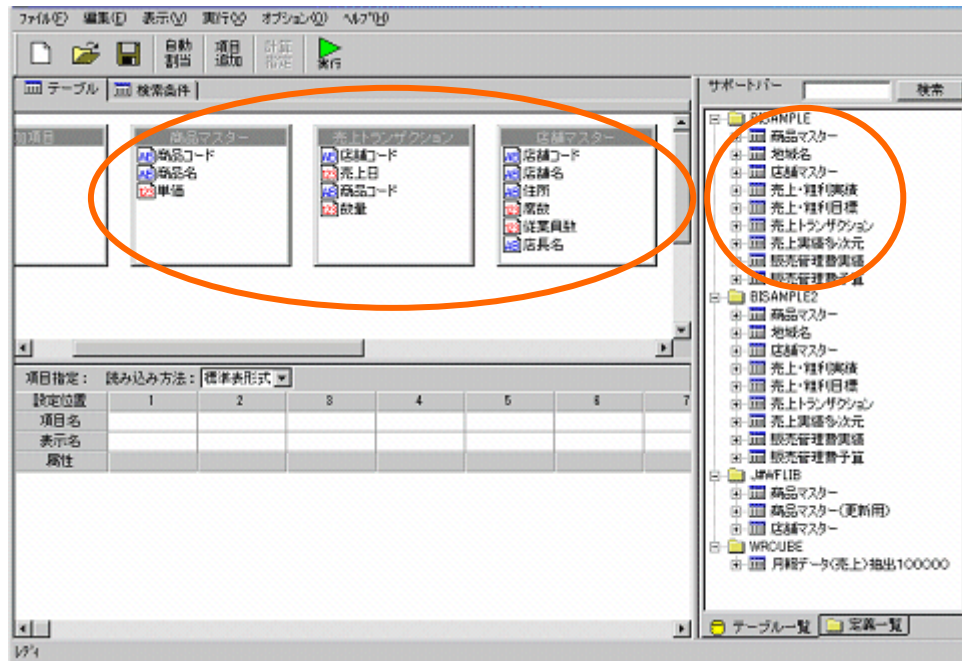 ファイル(F) 編集(E) 表示(V) 実行(X) オプション(O) ヘルプ(H)
自動割当 項目追加 計算指定 実行
テーブル 検索条件
加項目 商品マスター 売上トランザクション 店舗マスター
商品コード 店舗コード 店舗コード
商品名 売上日 店舗名
単価 商品コード 住所
数量 席数
従業員数
店長名
項目指定: 読み込み方法: 標準表形式
設定位置 1 2 3 4 5 6 7
項目名
表示名
属性
レディ
サポートバー 検索
BISAMPLE
商品マスター
地域名
店舗マスター
売上・粗利実績
売上・粗利目標
売上トランザクション
売上実績多次元
販売管理費実績
販売管理費予算
BISAMPLE2
商品マスター
地域名
店舗マスター
売上・粗利実績
売上・粗利目標
売上トランザクション
売上実績多次元
販売管理費実績
販売管理費予算
J#WFLIB
商品マスター
商品マスター(更新用)
店舗マスター
WRCUBE
月報データ(売上)抽出100000
テーブル一覧 定義一覧